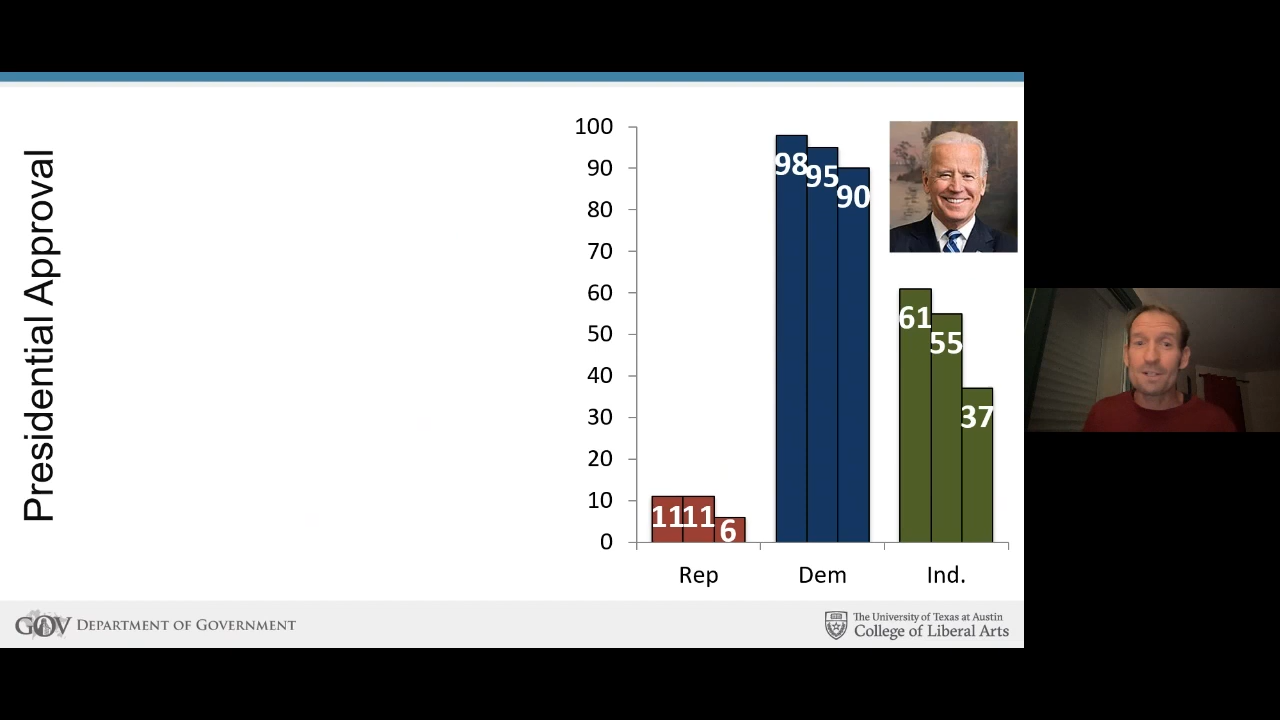 Presidential Approval
100
90
80
70
60
50
40
30
20
10
0
11 11 6
98 95 90
61 55 37
Rep Dem Ind.
GOV DEPARTMENT OF GOVERNMENT
The University of Texas at Austin
College of Liberal Arts